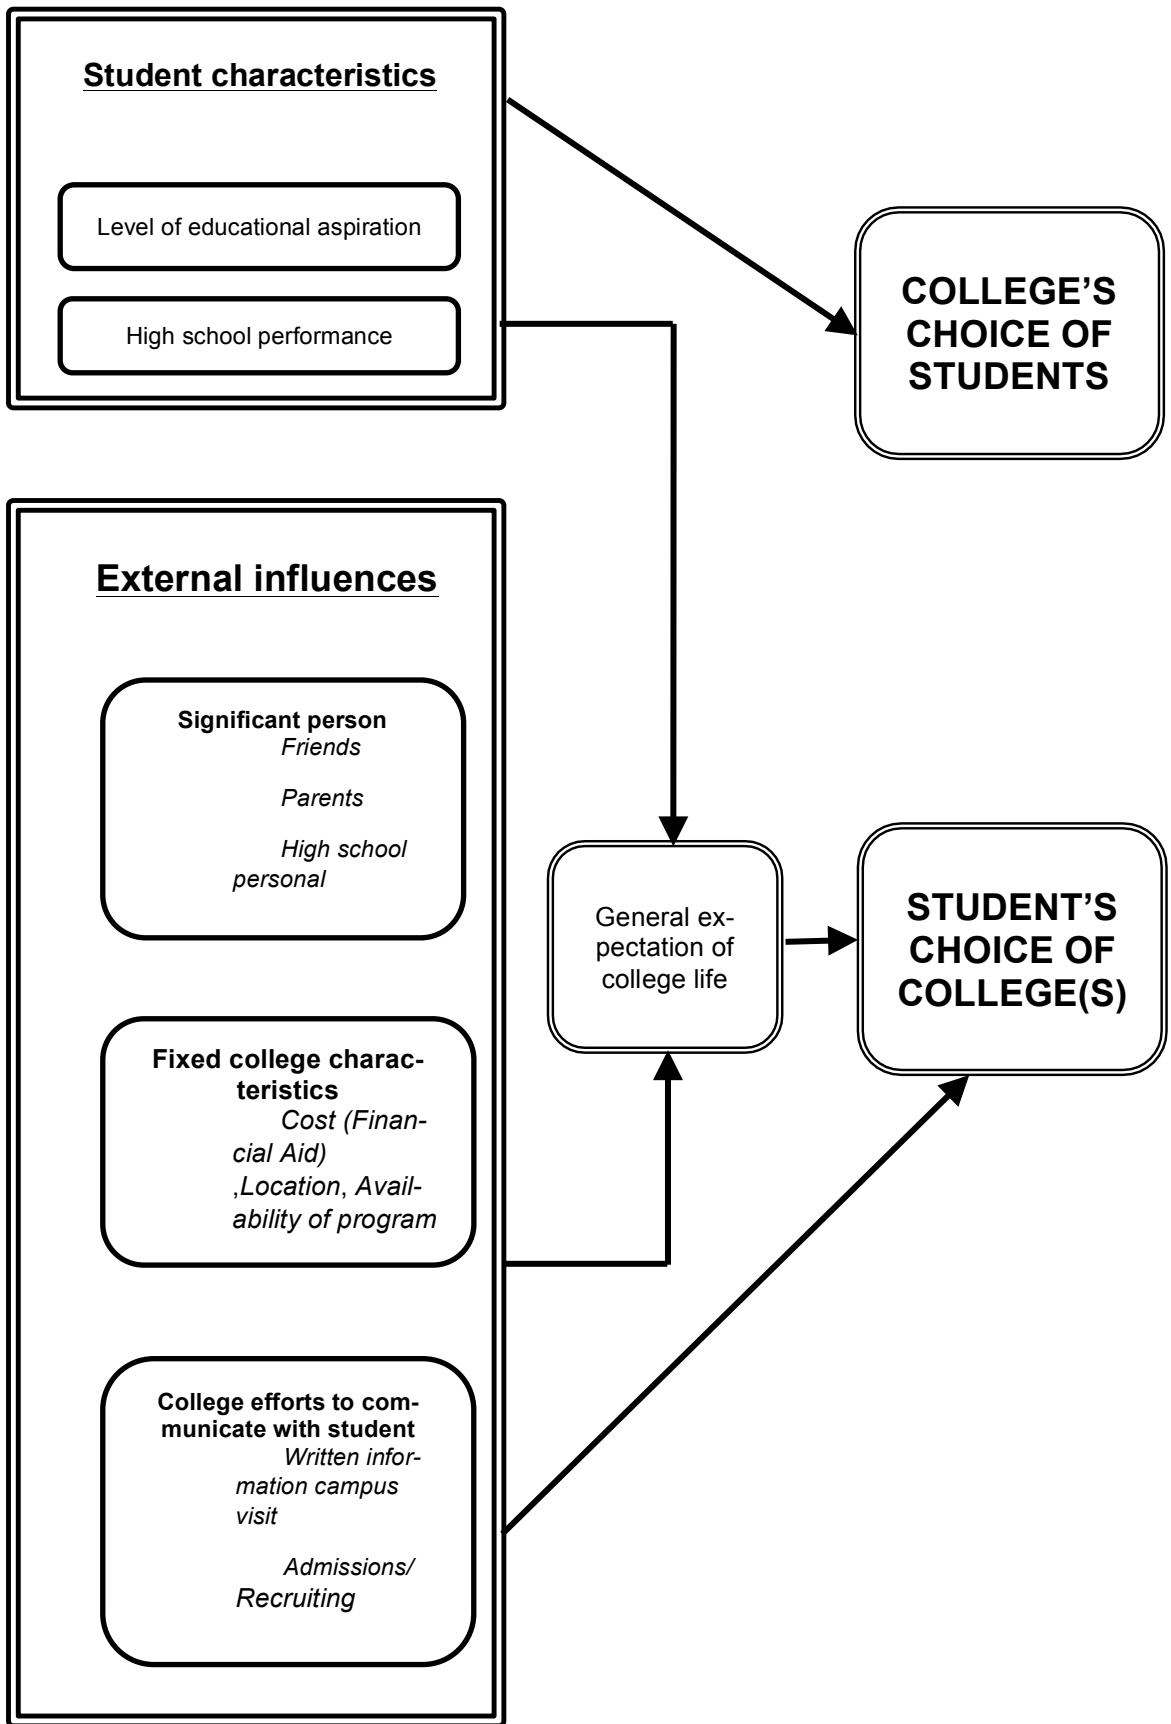 Student characteristics
Level of educational aspiration
High school performance
COLLEGE’S
CHOICE OF
STUDENTS
External influences
Significant person
Friends
Parents
High school
personal
Fixed college charac-
teristics
Cost (Finan-
cial Aid)
,Location, Avail-
ability of program
College efforts to com-
municate with student
Written infor-
mation campus
visit
Admissions/
Recruiting
General ex-
pectation of
college life
STUDENT’S
CHOICE OF
COLLEGE(S)